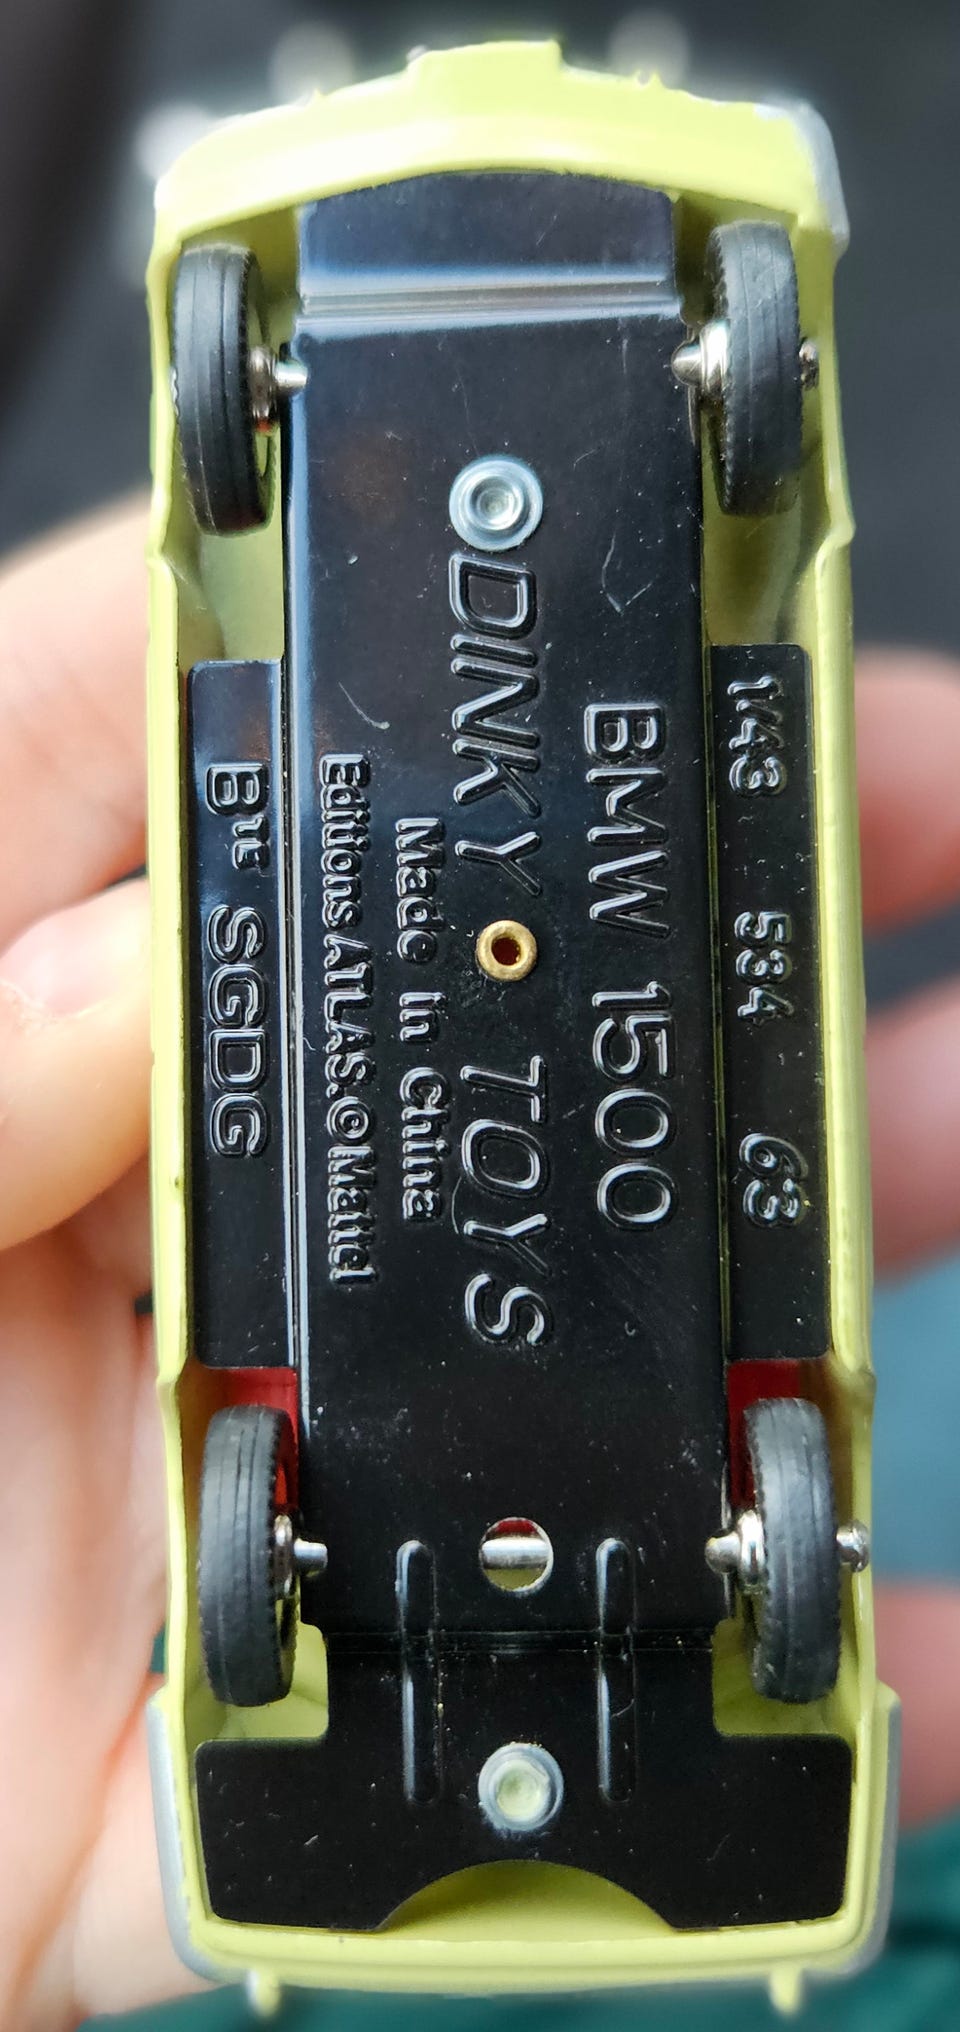 1/43 534 63
BMW 1500
DINKY TOYS
Made in China
Editions ATLAS.©Mattel
BTE SGDG